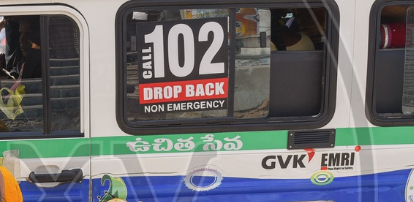 CALL 102
DROP BACK
NON EMERGENCY
ఉచిత సేవ
GVK EMRI